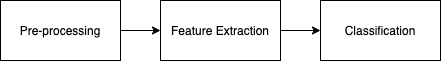 Pre-processing
Feature Extraction
Classification